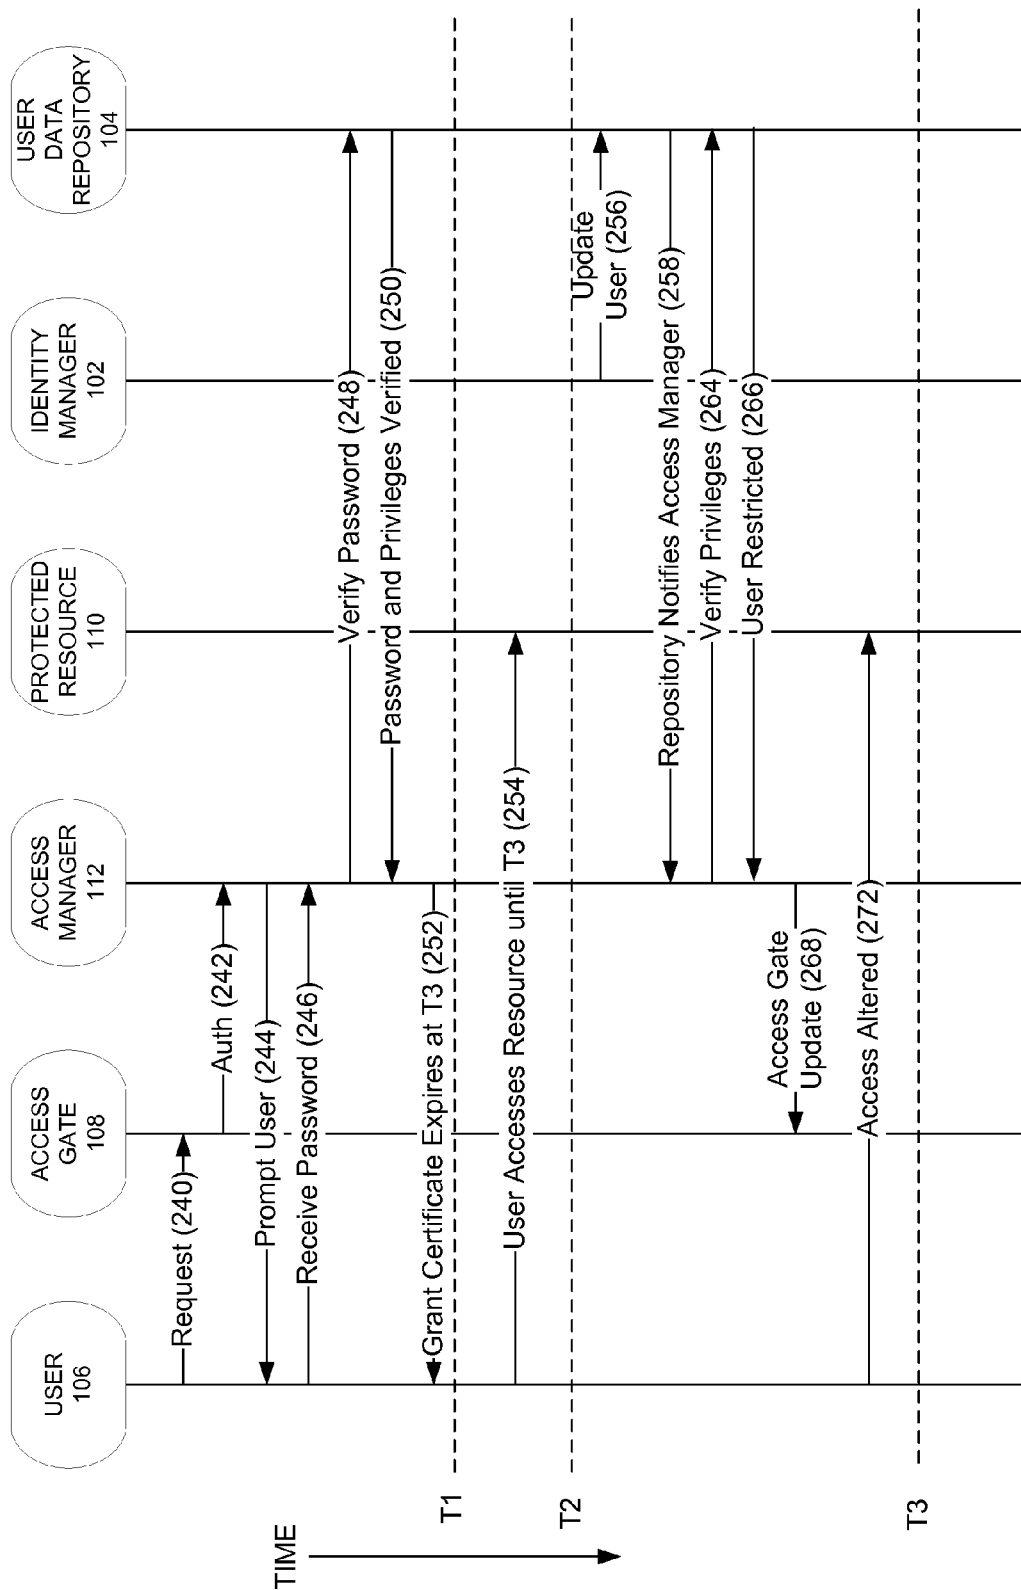 USER
106
ACCESS
GATE
108
ACCESS
MANAGER
112
PROTECTED
RESOURCE
110
IDENTITY
MANAGER
102
USER
DATA
REPOSITORY
104
TIME
Request (240)
Auth (242)
Prompt User (244)
Receive Password (246)
Verify Password (248)
Password and Privileges Verified (250)
Grant Certificate Expires at T3 (252)
T1
User Accesses Resource until T3 (254)
T2
Update
User (256)
Repository Notifies Access Manager (258)
Verify Privileges (264)
User Restricted (266)
Access Gate
Update (268)
Access Altered (272)
T3